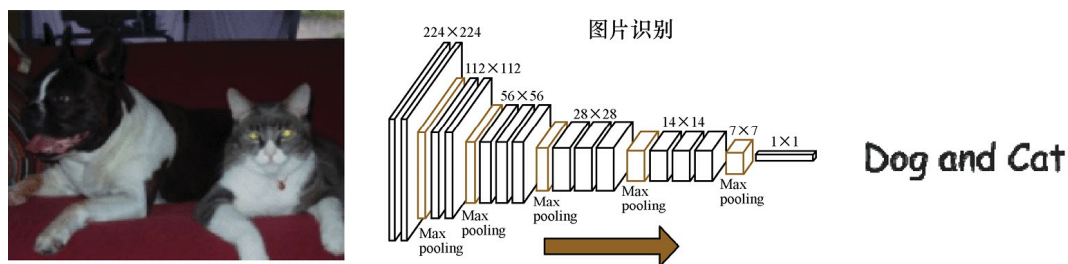 图片识别
224×224
112×112
56×56
28×28
14×14
7×7
1×1
Max
pooling
Max
pooling
Max
pooling
Max
pooling
Max
pooling
Dog and Cat